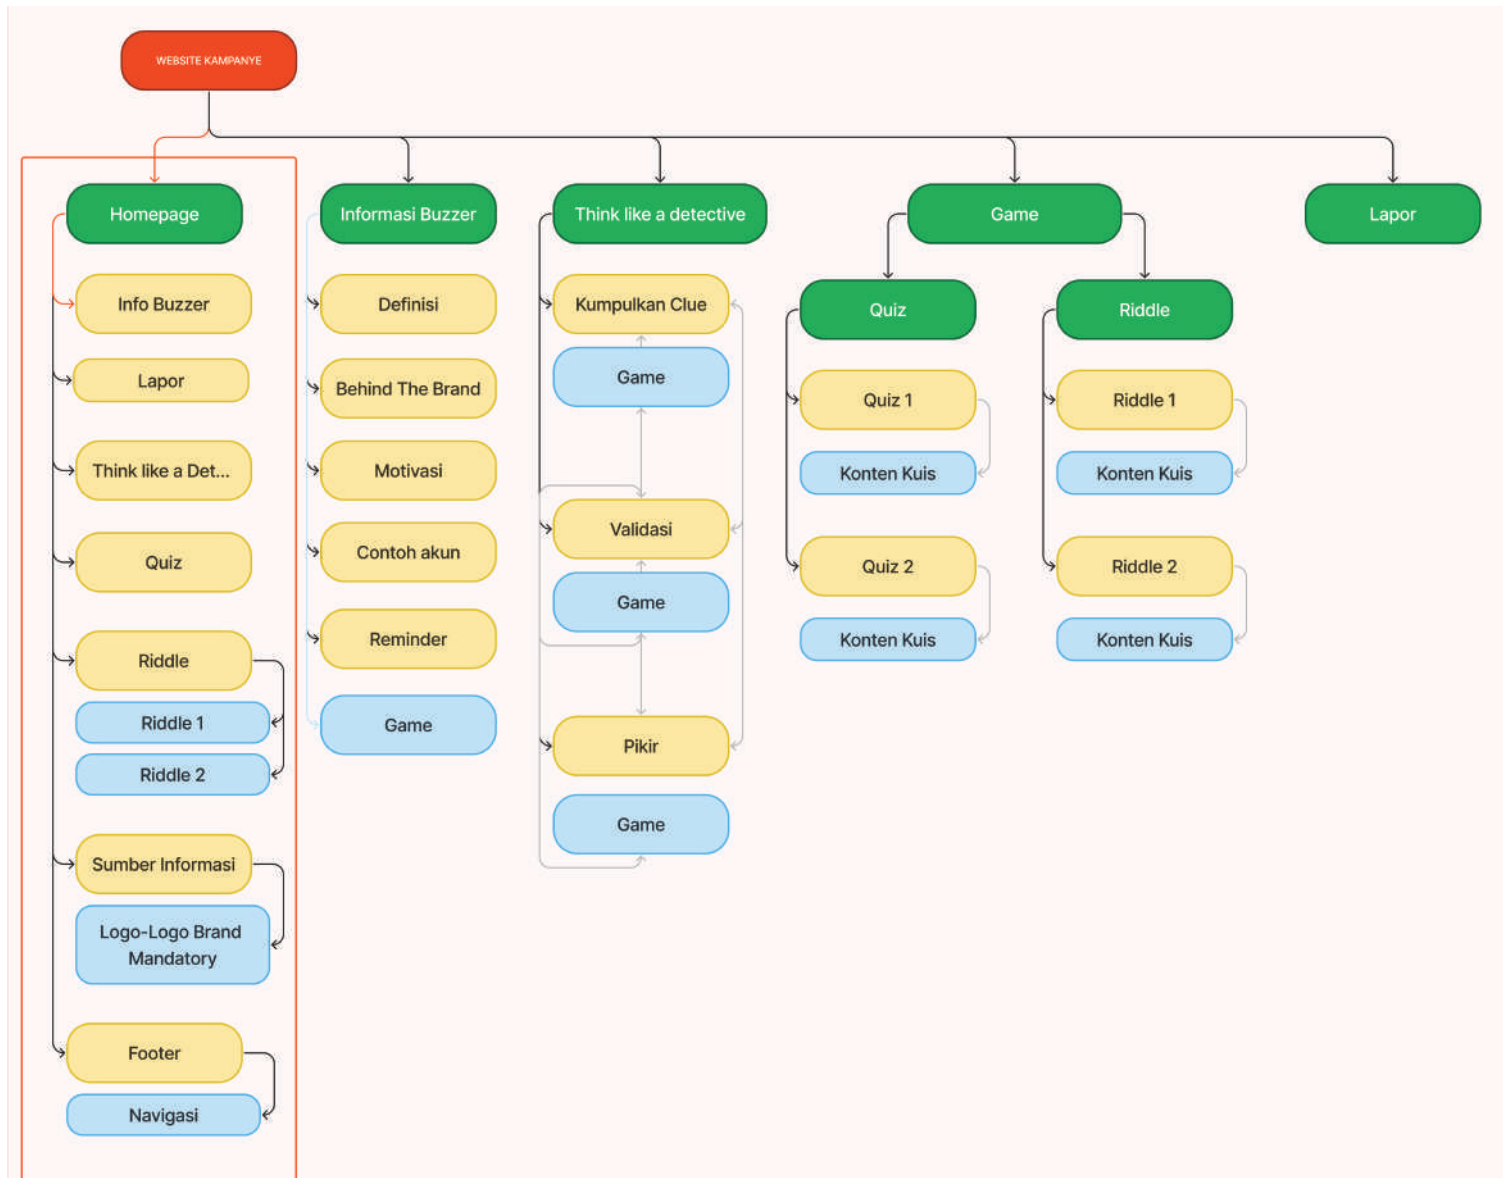 WEBSITE KAMPANYE
Homepage
Info Buzzer
Lapor
Think like a Det...
Quiz
Riddle
Riddle 1
Riddle 2
Sumber Informasi
Logo-Logo Brand
Mandatory
Footer
Navigasi
Informasi Buzzer
Definisi
Behind The Brand
Motivasi
Contoh akun
Reminder
Game
Think like a detective
Kumpulkan Clue
Game
Validasi
Game
Pikir
Game
Game
Quiz
Quiz 1
Konten Kuis
Quiz 2
Konten Kuis
Riddle
Riddle 1
Konten Kuis
Riddle 2
Konten Kuis
Lapor